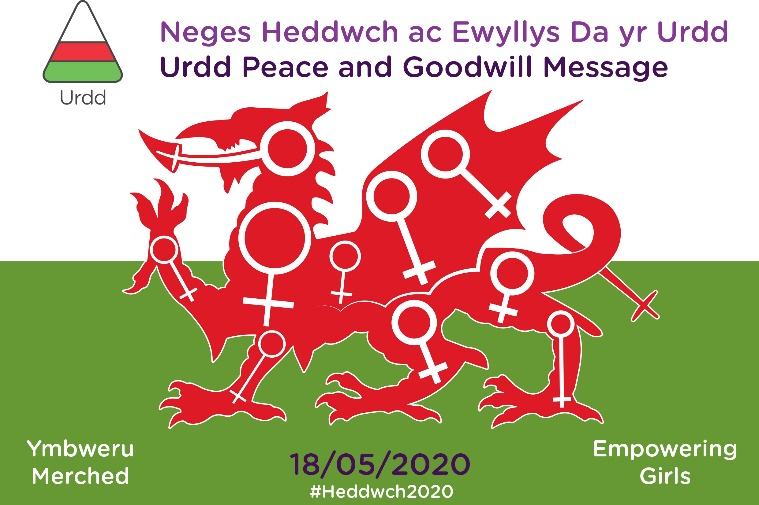 Neges Heddwch ac Ewyllys Da yr Urdd
Urdd Peace and Goodwill Message
Urdd
Ymbweru
Merched
18/05/2020
#Heddwch2020
Empowering
Girls